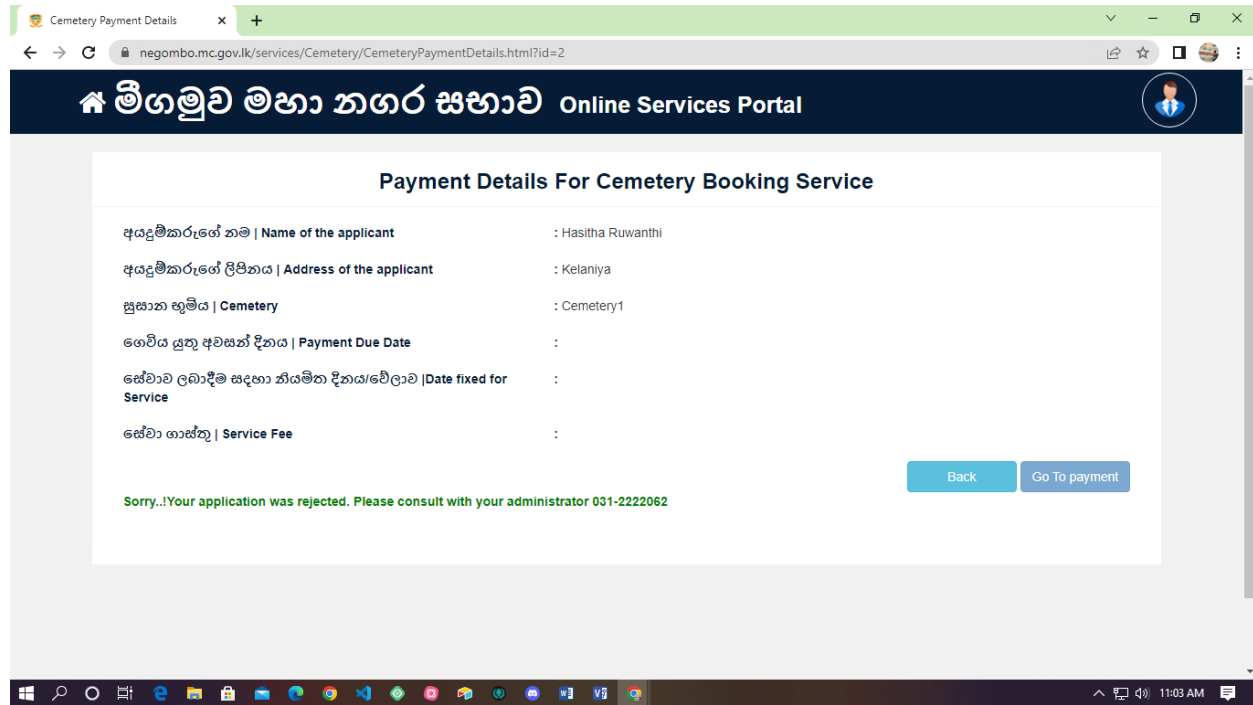 Cemetery Payment Details
negombo.mc.gov.lk/services/Cemetery/CemeteryPaymentDetails.html?id=2
මීගමුව මහා නගර සභාව Online Services Portal
Payment Details For Cemetery Booking Service
අයදුම්කරුගේ නම | Name of the applicant : Hasitha Ruwanthi
අයදුම්කරුගේ ලිපිනය | Address of the applicant : Kelaniya
සුසාන භූමිය | Cemetery : Cemetery1
ගෙවිය යුතු අවසන් දිනය | Payment Due Date :
සේවාව ලබාදීම සදහා නියමිත දිනය/වේලාව |Date fixed for :
Service
සේවා ගාස්තු | Service Fee :
Back Go To payment
Sorry..!Your application was rejected. Please consult with your administrator 031-2222062
11:03 AM